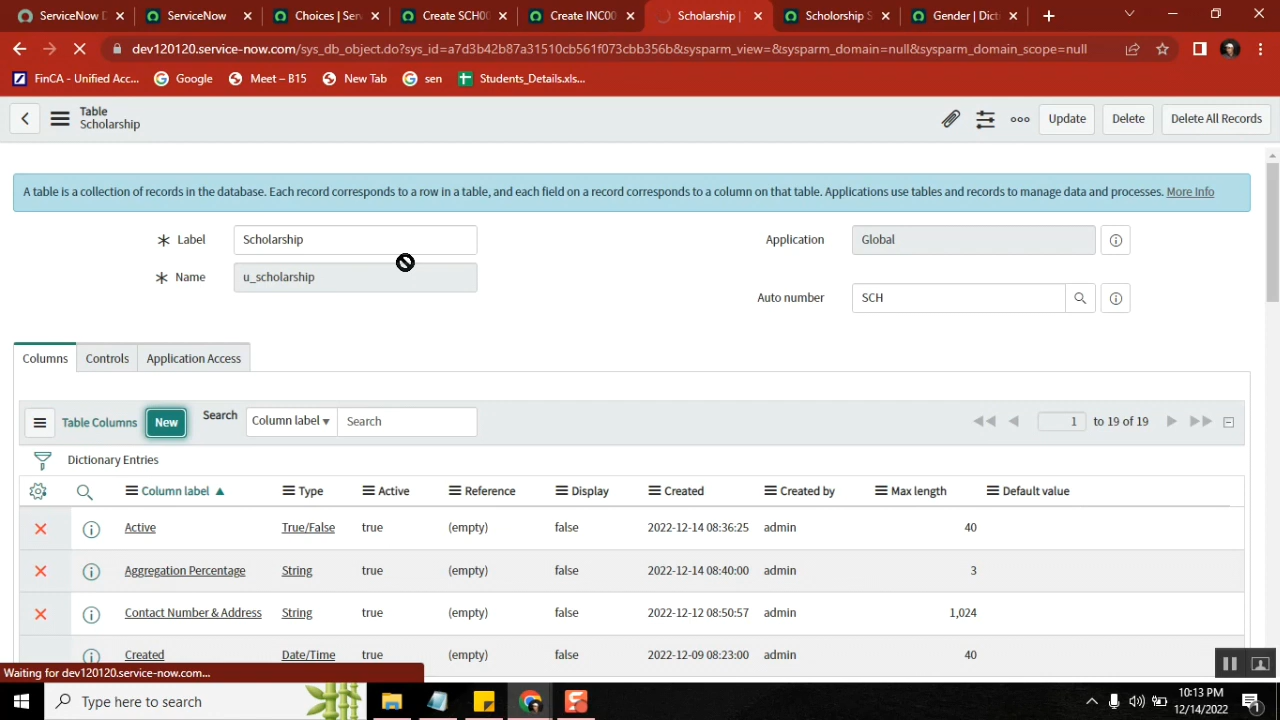 ServiceNow D
ServiceNow
Choices | Serv
Create SCH00
Create INC00
Scholarship |
Scholorship S
Gender | Dict
dev120120.service-now.com/sys_db_object.do?sys_id=a7d3b42b87a31510cb561f073cbb356b&sysparm_view=&sysparm_domain=null&sysparm_domain_scope=null
FinCA - Unified Acc...
Google
Meet – B15
New Tab
sen
Students_Details.xls...
Table
Scholarship
Update
Delete
Delete All Records
A table is a collection of records in the database. Each record corresponds to a row in a table, and each field on a record corresponds to a column on that table. Applications use tables and records to manage data and processes. More Info
Label Scholarship
Application Global
Name u_scholarship
Auto number SCH
Columns Controls Application Access
Table Columns New Search Column label Search 1 to 19 of 19
Dictionary Entries
Column label Type Active Reference Display Created Created by Max length Default value
Active True/False true (empty) false 2022-12-14 08:36:25 admin 40
Aggregation Percentage String true (empty) false 2022-12-14 08:40:00 admin 3
Contact Number & Address String true (empty) false 2022-12-12 08:50:57 admin 1,024
Created Date/Time true (empty) false 2022-12-09 08:23:00 admin 40
Waiting for dev120120.service-now.com...
Type here to search
10:13 PM
12/14/2022
1